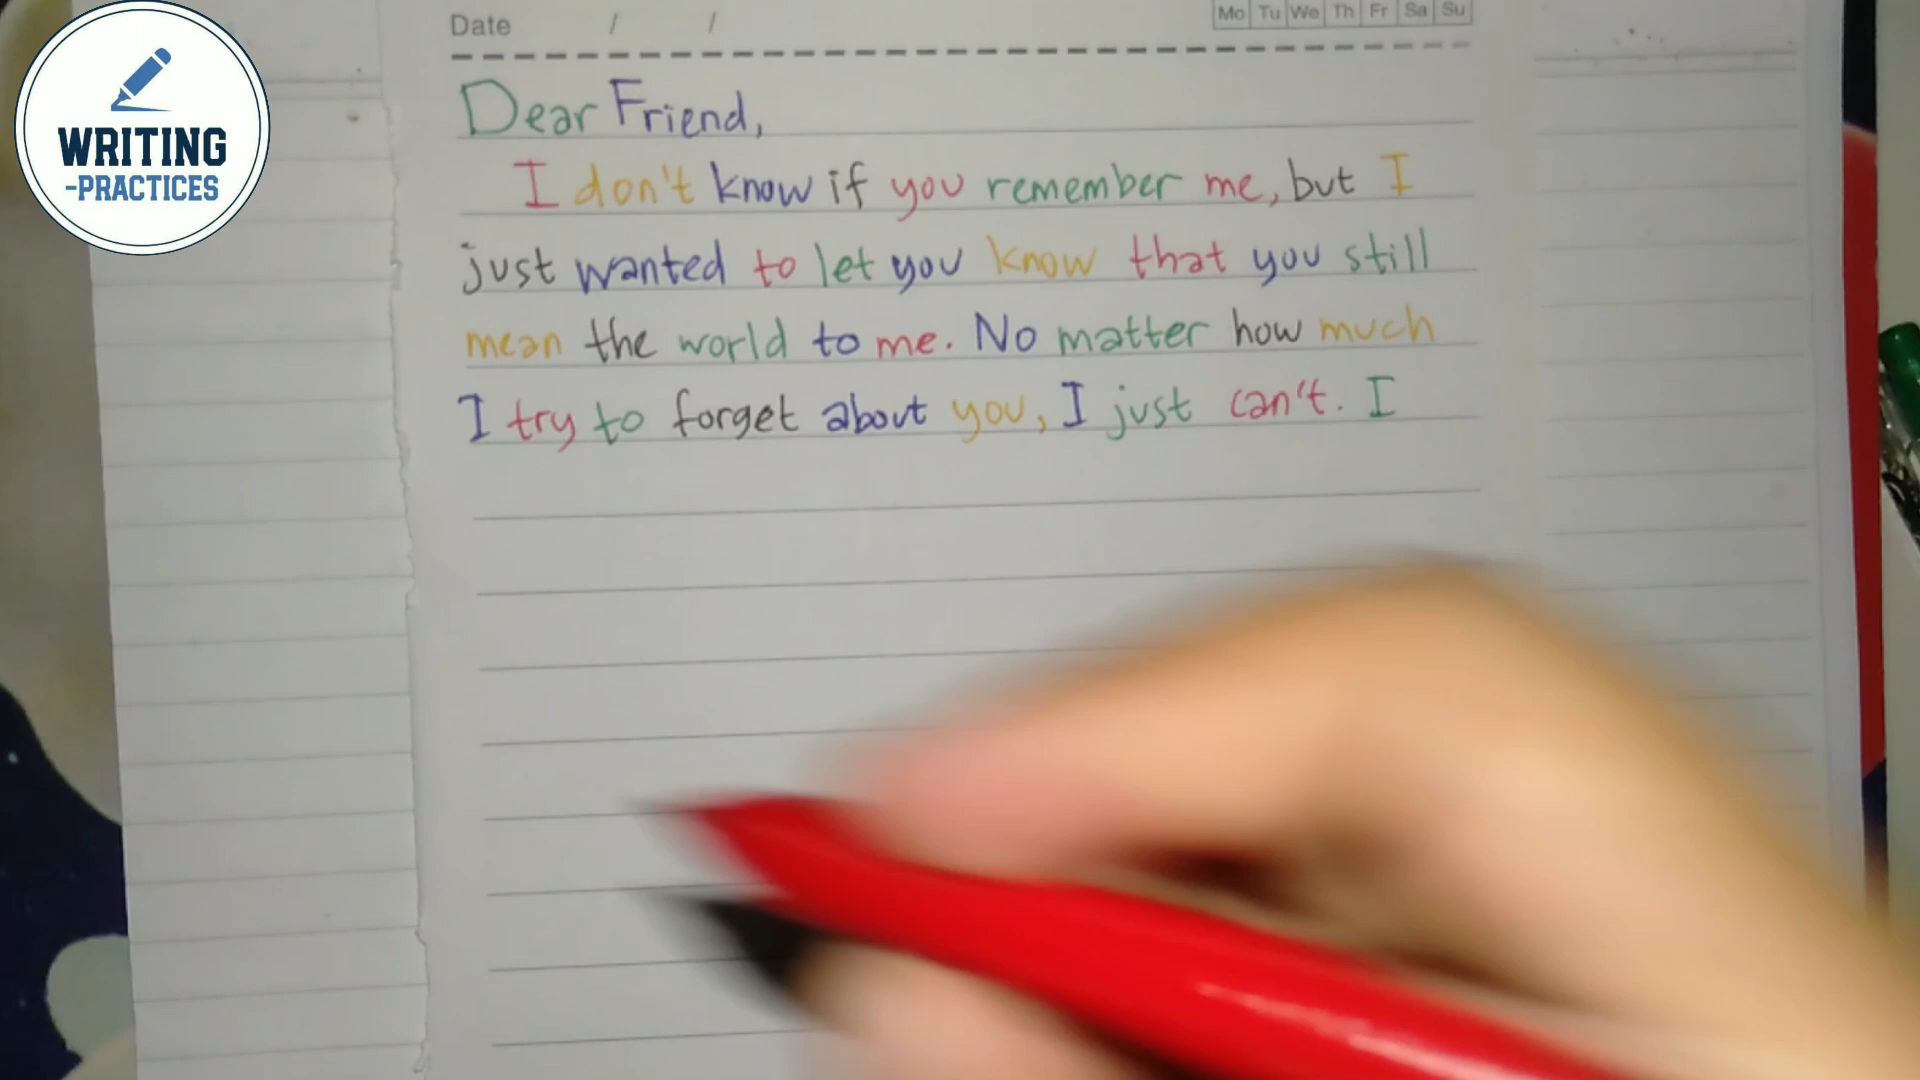 WRITING
-PRACTICES
Date / /
Mo Tu We Th Fr Sa Su
Dear Friend,
I don't know if you remember me, but I
just wanted to let you know that you still
mean the world to me. No matter how much
I try to forget about you, I just can't. I